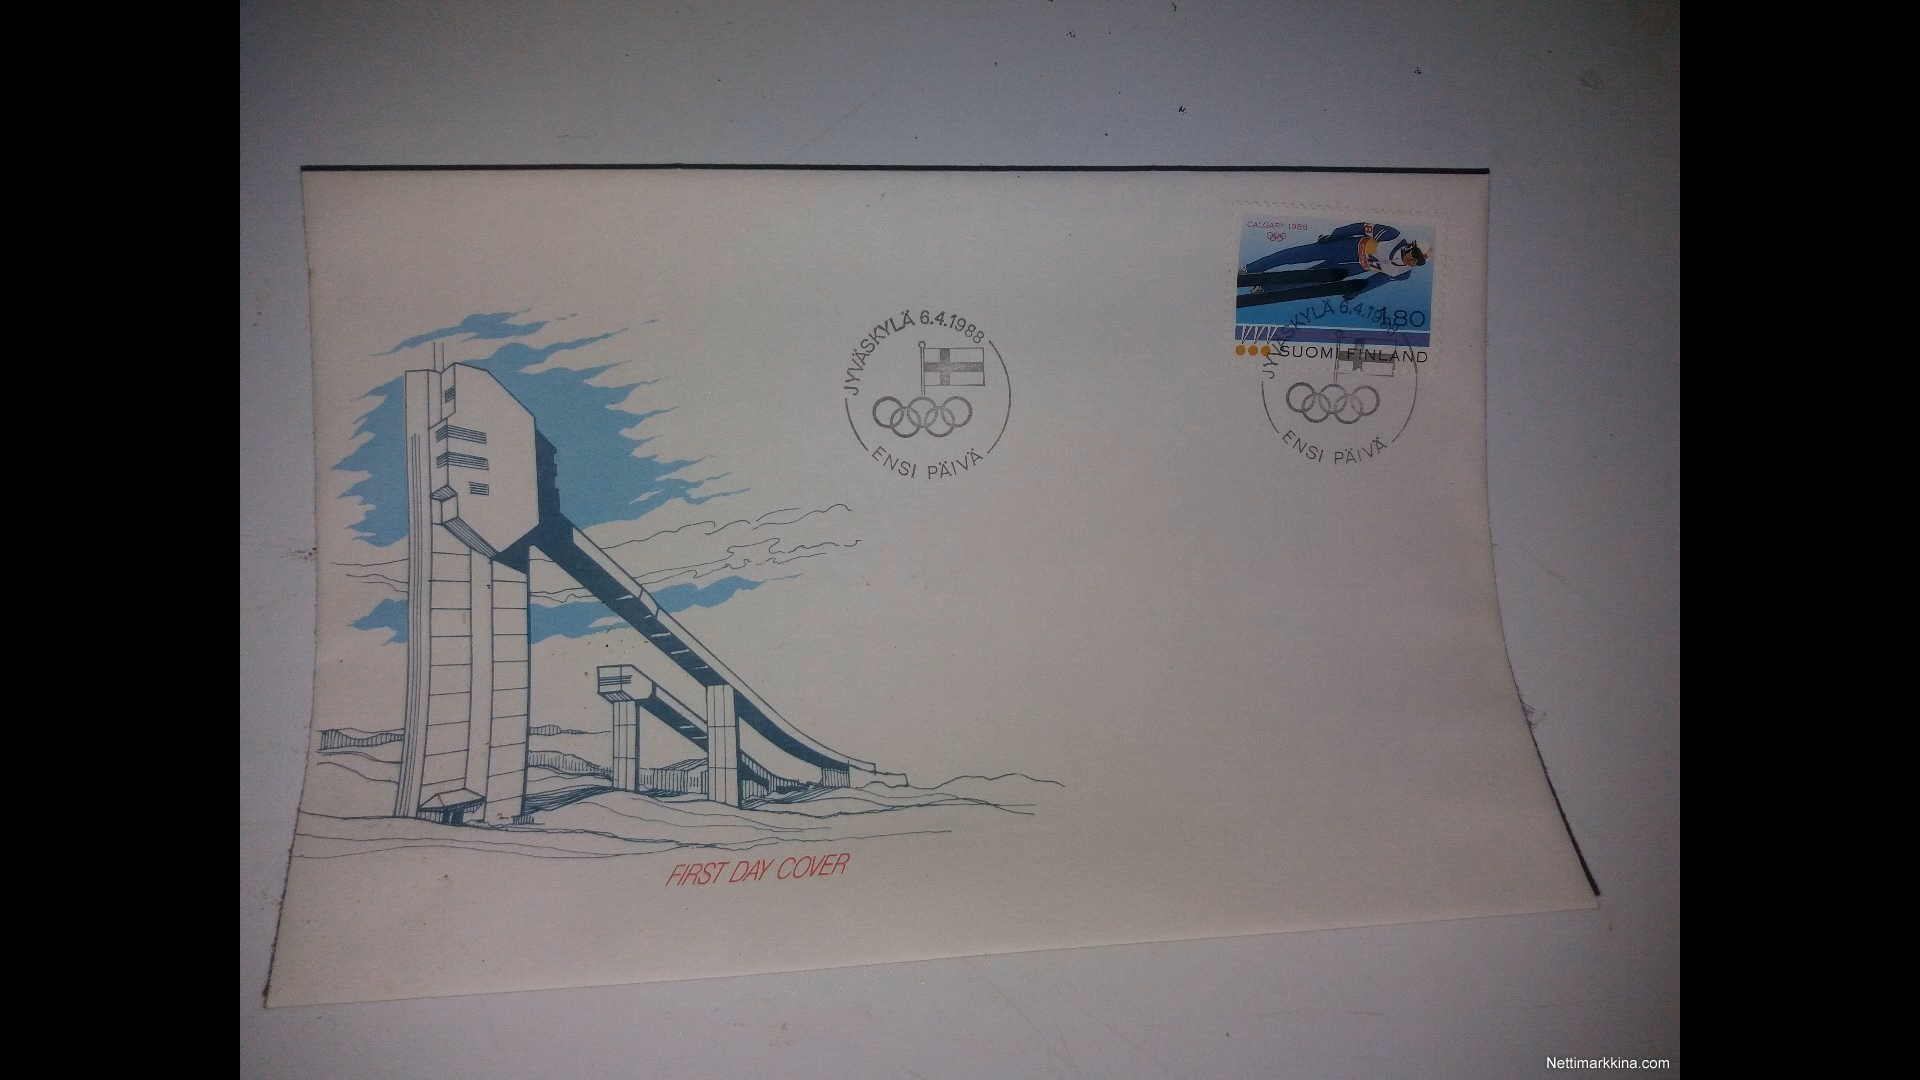 CALGARY 1988
1,80
SUOMI FINLAND
JYVÄSKYLÄ 6.4.1988
ENSI PÄIVÄ
JYVÄSKYLÄ 6.4.1988
ENSI PÄIVÄ
FIRST DAY COVER
Nettimarkkina.com